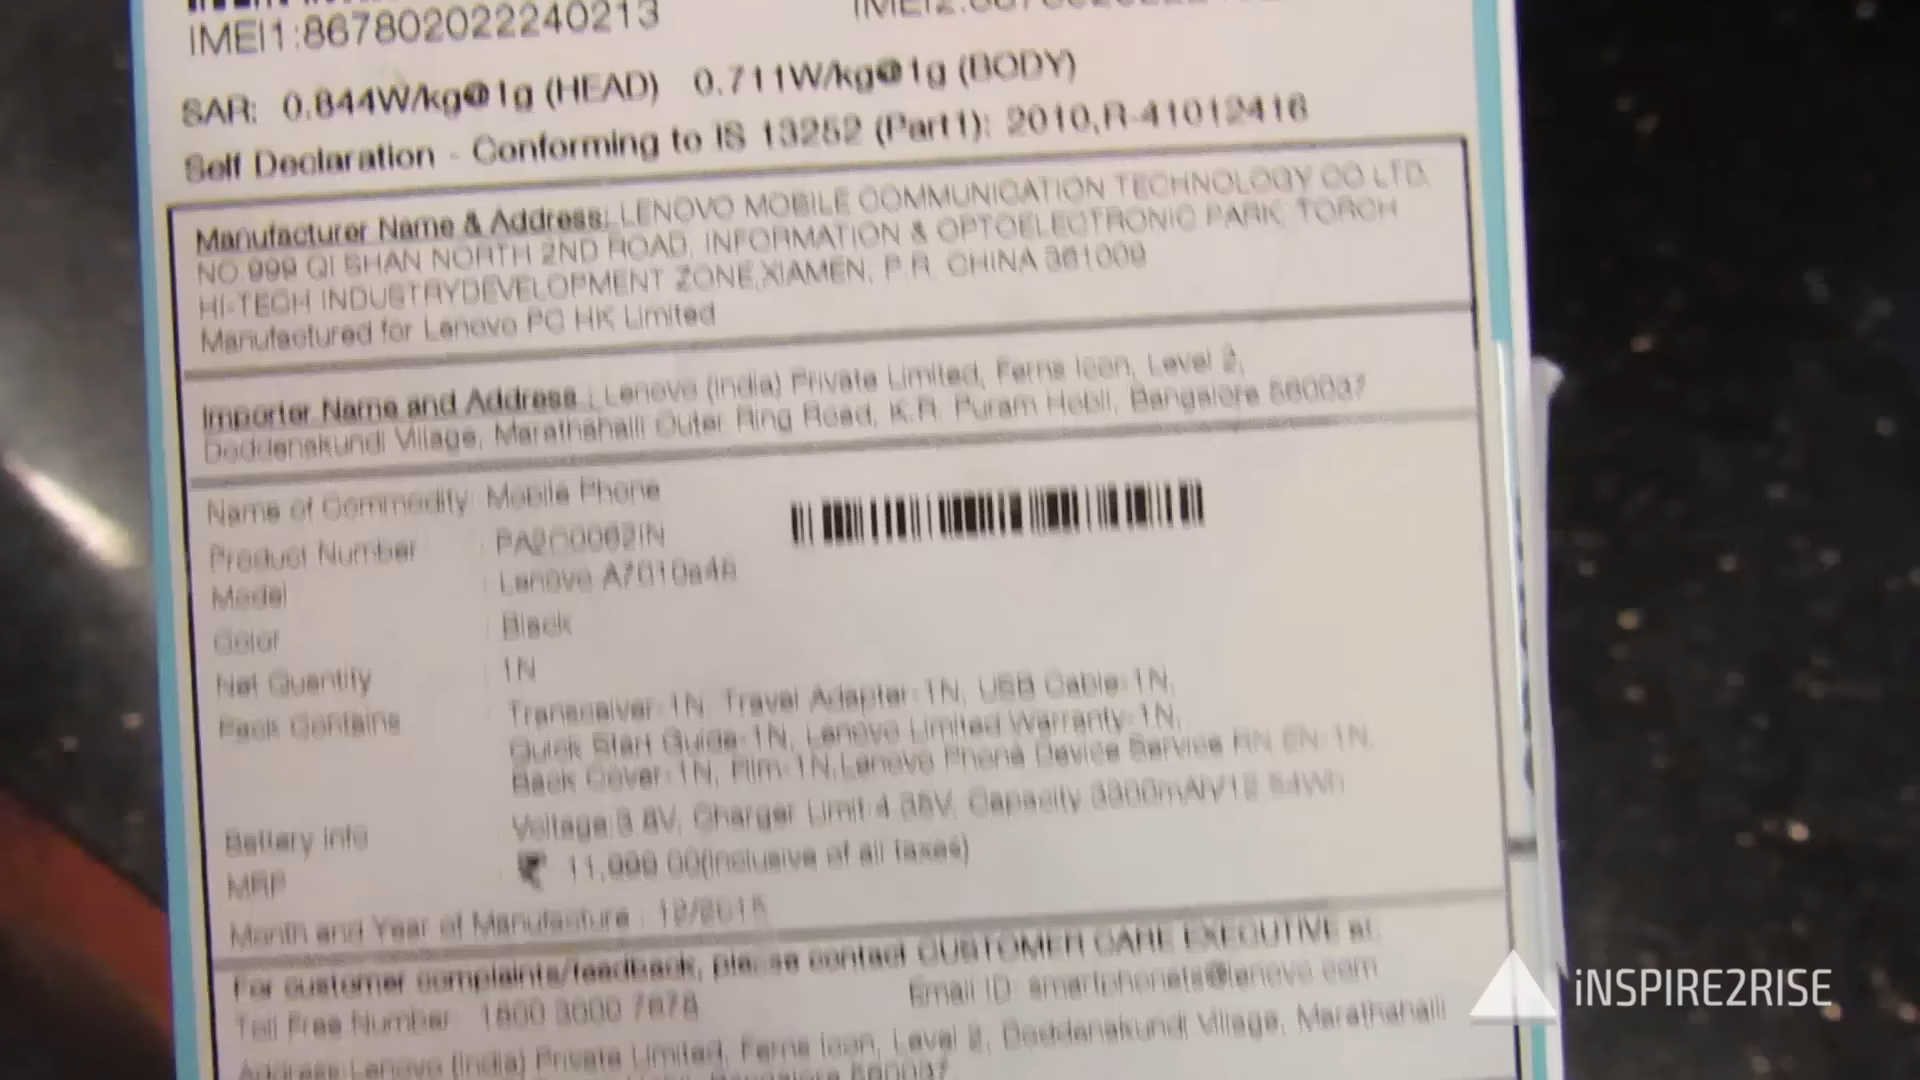 IMEI1:867802022240213
SAR: 0.844W/kg@1g (HEAD) 0.711W/kg@1g (BODY)
Self Declaration - Conforming to IS 13252 (Part1): 2010,R-41012416
Manufacturer Name & Address: LENOVO MOBILE COMMUNICATION TECHNOLOGY CO LTD.
NO.999 QI SHAN NORTH 2ND ROAD, INFORMATION & OPTOELECTRONIC PARK, TORCH
HI-TECH INDUSTRYDEVELOPMENT ZONE,XIAMEN, P.R. CHINA 361009
Manufactured for Lenovo PC HK Limited
Importer Name and Address : Lenovo (India) Private Limited, Ferns Icon, Level 2,
Doddenakundi Village, Marathahalli Outer Ring Road, K.R. Puram Hobli, Bangalore 560037
Name of Commodity : Mobile Phone
Product Number : PA2C0062IN
Model : Lenovo A7010a48
Color : Black
Net Quantity : 1N
Pack Contains : Transceiver-1N, Travel Adapter-1N, USB Cable-1N,
Quick Start Guide-1N, Lenovo Limited Warranty-1N,
Back Cover-1N, Film-1N,Lenovo Phone Device Service RN EN-1N.
Battery Info : Voltage:3.8V, Charger Limit:4.35V, Capacity 3300mAh/12.54Wh
MRP : ₹ 11,999.00(Inclusive of all taxes)
Month and Year of Manufacture : 12/2015
For customer complaints/feedback, please contact CUSTOMER CARE EXECUTIVE at:
Toll Free Number : 1800 3000 7678 Email ID: smartphonets@lenovo.com
Address:Lenovo (India) Private Limited, Ferns Icon, Level 2, Doddenakundi Village, Marathahalli
Bangalore 560037
iNSPIRE2RISE